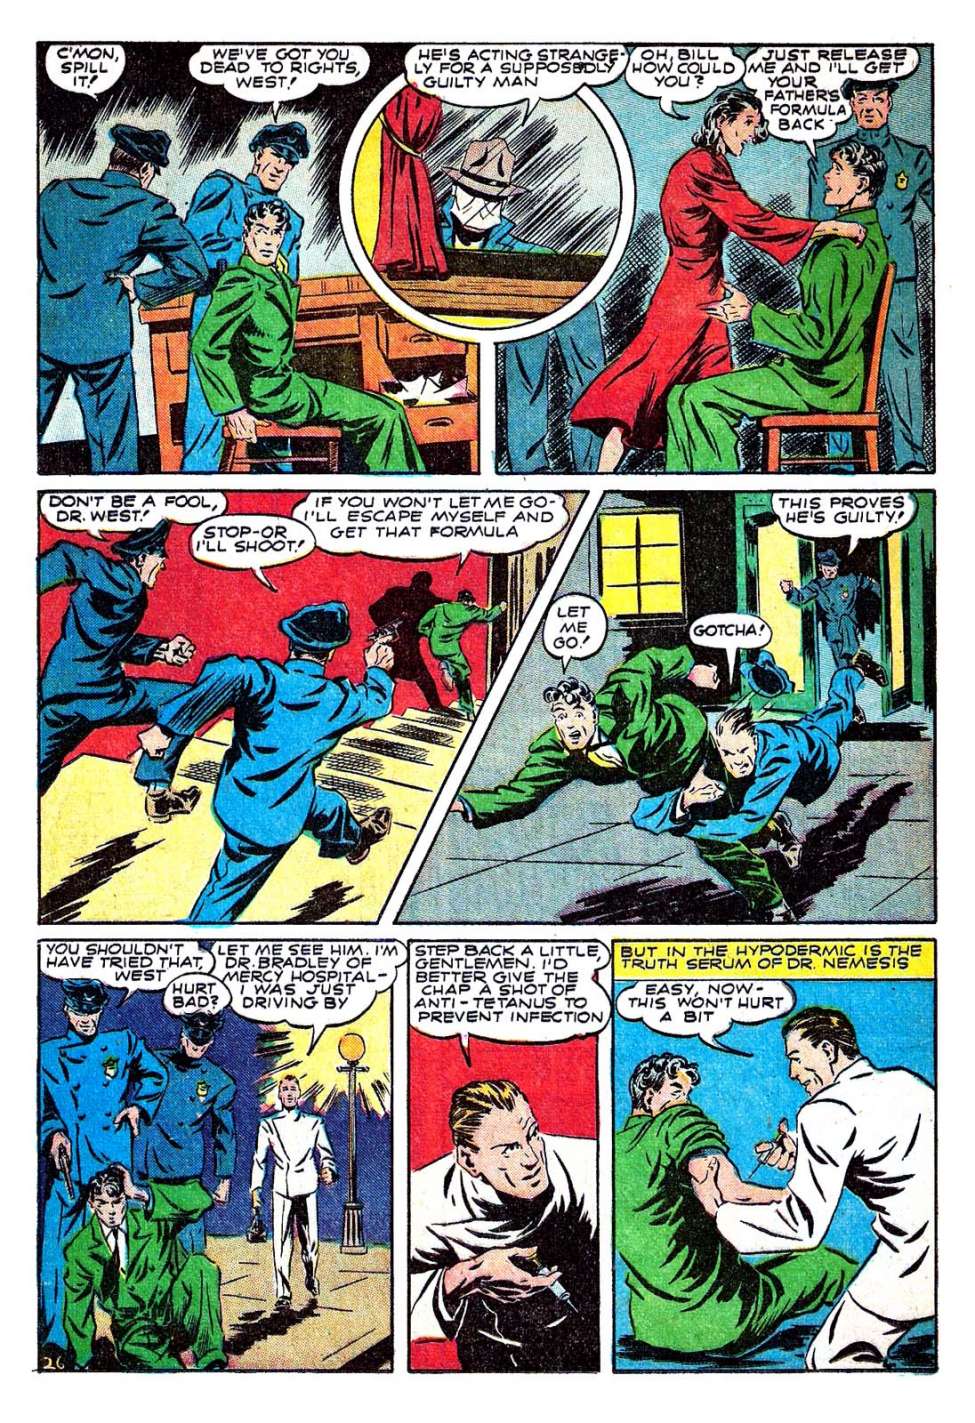 C'MON,
SPILL
IT!
WE'VE GOT YOU
DEAD TO RIGHTS,
WEST!
HE'S ACTING STRANGE-
LY FOR A SUPPOSEDLY
GUILTY MAN
OH, BILL
HOW COULD
YOU?
JUST RELEASE
ME AND I'LL GET
YOUR
FATHER'S
FORMULA
BACK
DON'T BE A FOOL,
DR. WEST!
STOP-OR
I'LL SHOOT!
IF YOU WON'T LET ME GO-
I'LL ESCAPE MYSELF AND
GET THAT FORMULA
LET
ME
GO!
GOTCHA!
THIS PROVES
HE'S GUILTY!
YOU SHOULDN'T
HAVE TRIED THAT,
WEST
HURT
BAD?
LET ME SEE HIM. I'M
DR. BRADLEY OF
MERCY HOSPITAL-
I WAS JUST
DRIVING BY
STEP BACK A LITTLE,
GENTLEMEN. I'D
BETTER GIVE THE
CHAP A SHOT OF
ANTI-TETANUS TO
PREVENT INFECTION
BUT IN THE HYPODERMIC IS THE
TRUTH SERUM OF DR. NEMESIS
EASY, NOW-
THIS WON'T HURT
A BIT
26